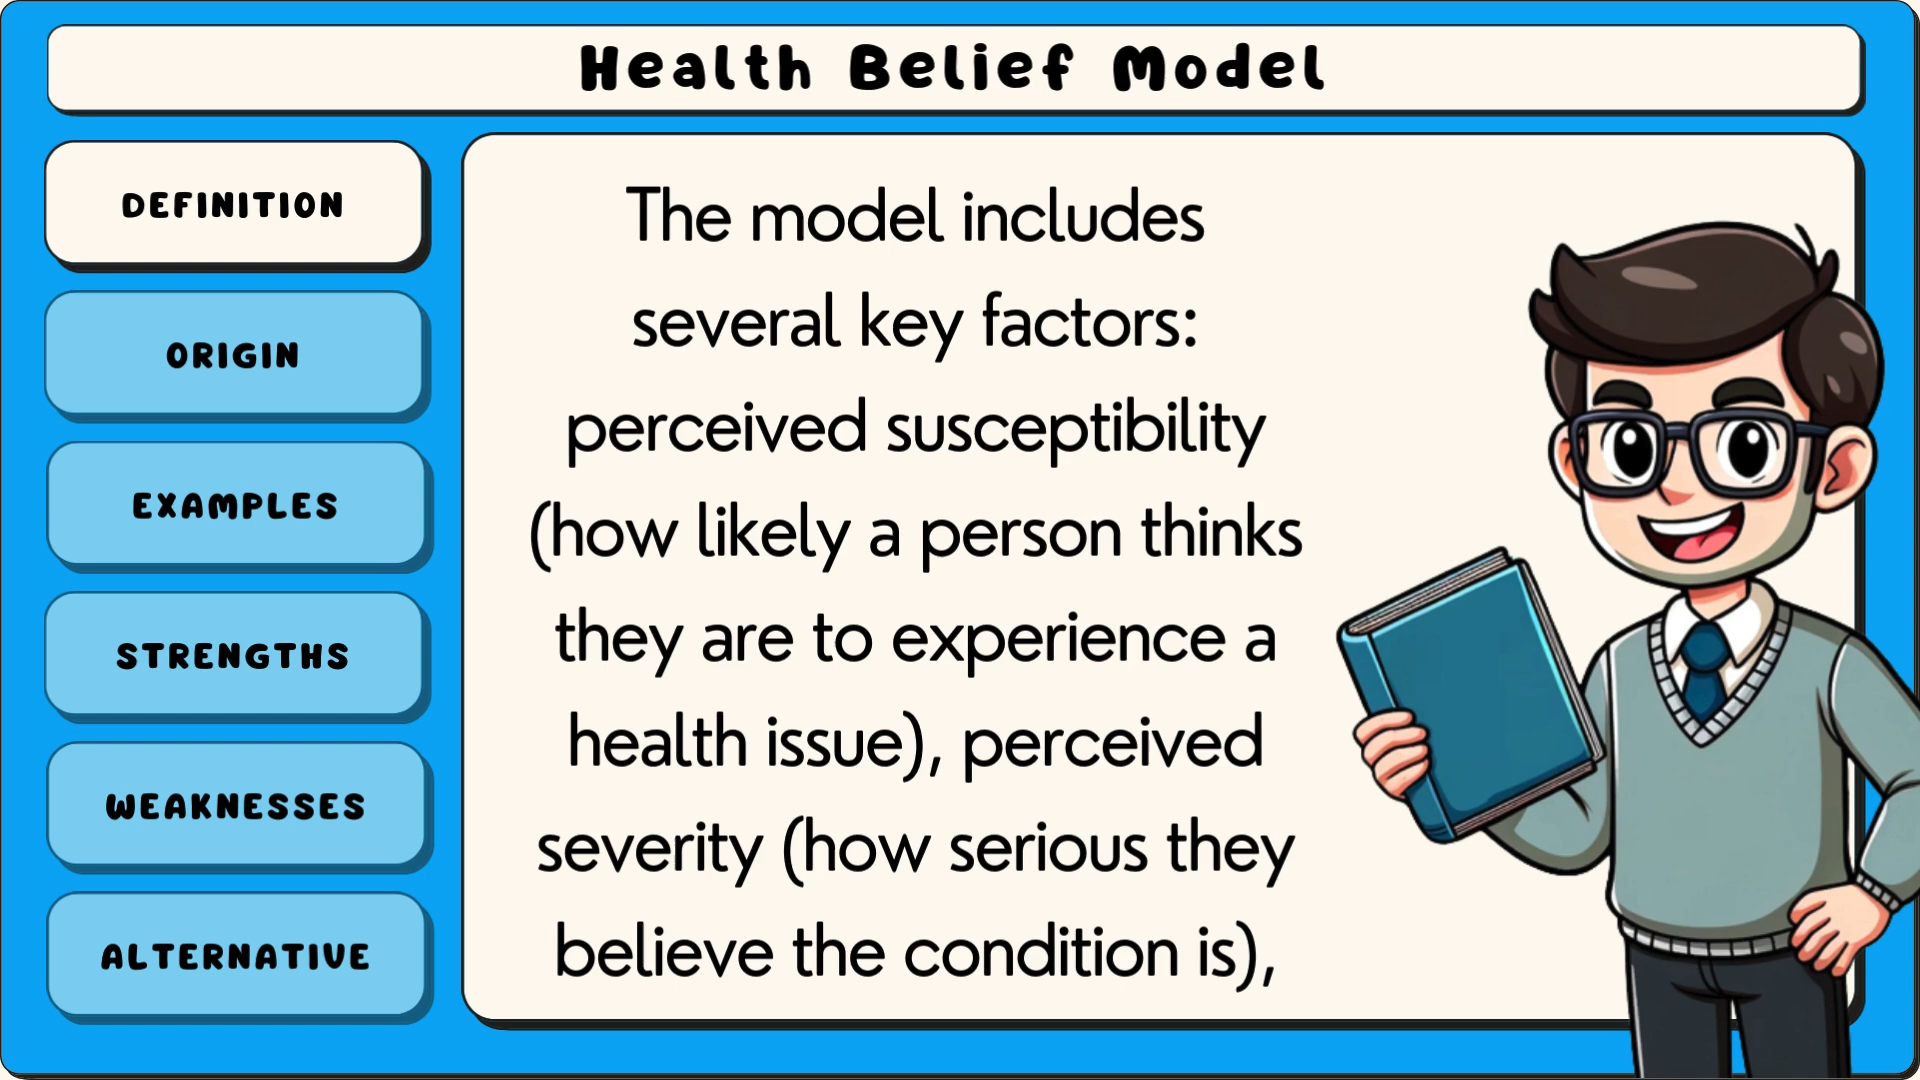 Health Belief Model
DEFINITION
ORIGIN
EXAMPLES
STRENGTHS
WEAKNESSES
ALTERNATIVE
The model includes
several key factors:
perceived susceptibility
(how likely a person thinks
they are to experience a
health issue), perceived
severity (how serious they
believe the condition is),